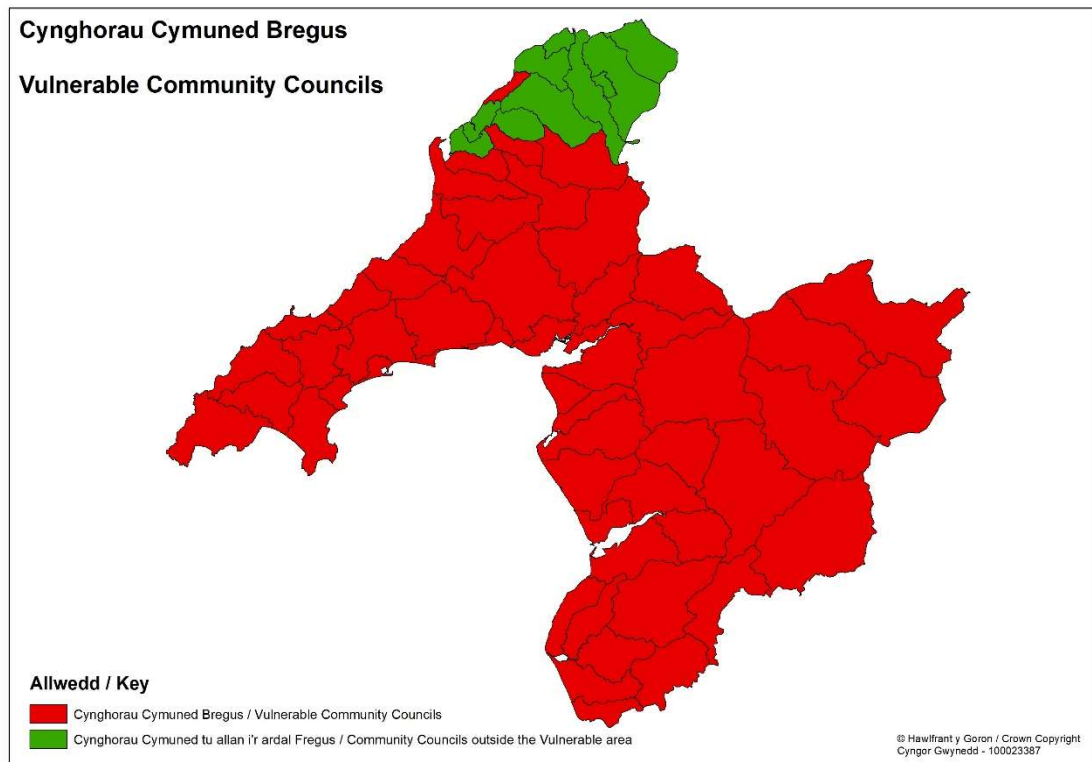 Cynghorau Cymuned Bregus
Vulnerable Community Councils
Allwedd / Key
Cynghorau Cymuned Bregus / Vulnerable Community Councils
Cynghorau Cymuned tu allan i'r ardal Fregus / Community Councils outside the Vulnerable area
© Hawlfraint y Goron / Crown Copyright
Cyngor Gwynedd - 100023387